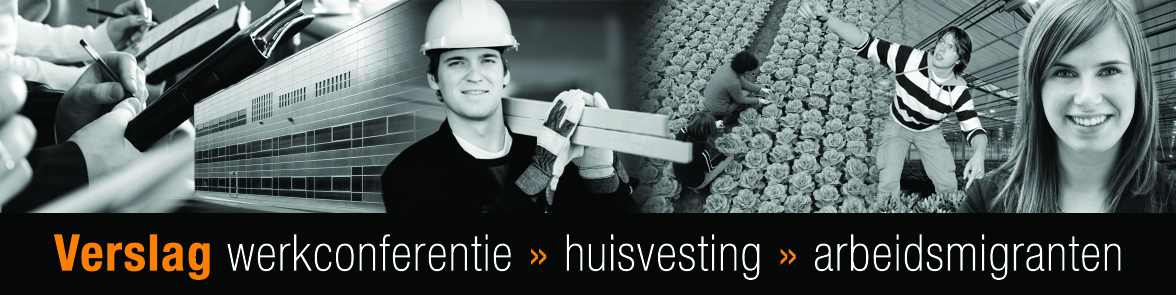 Verslag werkconferentie » huisvesting » arbeidsmigranten